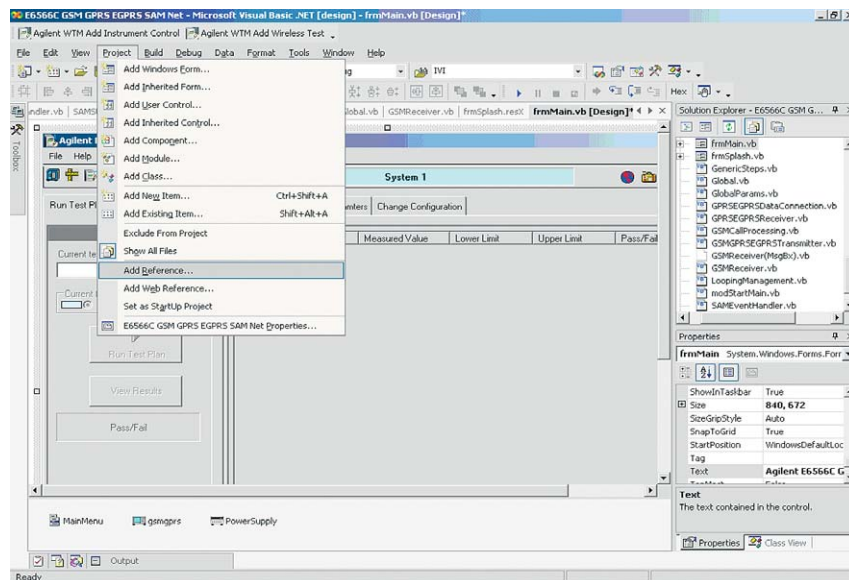 E6566C GSM GPRS EGPRS SAM Net - Microsoft Visual Basic .NET [design] - frmMain.vb [Design]*
Agilent WTM Add Instrument Control Agilent WTM Add Wireless Test
File Edit View Project Build Debug Data Format Tools Window Help
IVI
Hex
ndler.vb SAMS
lobal.vb GSMReceiver.vb frmSplash.resX frmMain.vb [Design]*
Toolbox
Agilent
File Help
System 1
Run Test Pl
Change Configuration
Measured Value Lower Limit Upper Limit Pass/Fail
Current te
Current
Run Test Plan
View Results
Pass/Fail
Add Windows Form...
Add Inherited Form...
Add User Control...
Add Inherited Control...
Add Component...
Add Module...
Add Class...
Add New Item... Ctrl+Shift+A
Add Existing Item... Shift+Alt+A
Exclude From Project
Show All Files
Add Reference...
Add Web Reference...
Set as StartUp Project
E6566C GSM GPRS EGPRS SAM Net Properties...
MainMenu gsmgprs PowerSupply
Solution Explorer - E6566C GSM G...
frmMain.vb
frmSplash.vb
GenericSteps.vb
Global.vb
GlobalParams.vb
GPRSEGPRSDataConnection.vb
GPRSEGPRSReceiver.vb
GSMCallProcessing.vb
GSMGPRSEGPRSTransmitter.vb
GSMReceiver(MsgBx).vb
GSMReceiver.vb
LoopingManagement.vb
modStartMain.vb
SAMEventHandler.vb
Properties
frmMain System.Windows.Forms.Forr
ShowInTaskbar True
Size 840, 672
SizeGripStyle Auto
SnapToGrid True
StartPosition WindowsDefaultLoc
Tag
Text Agilent E6566C G
Text
The text contained in the control.
Properties Class View
Output
Ready